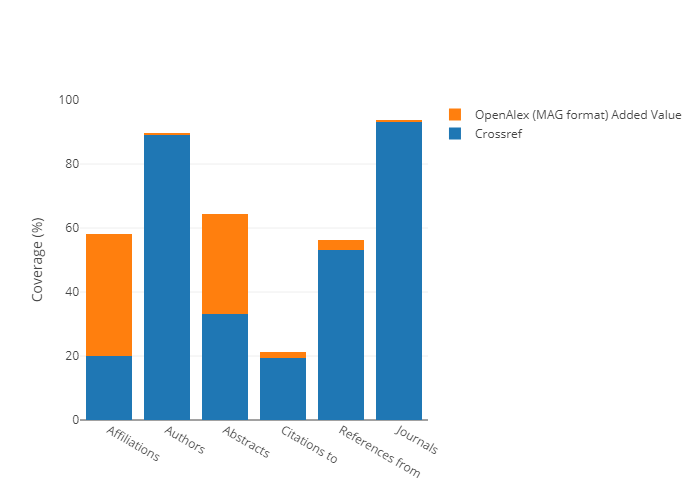 100
80
60
40
20
0
Coverage (%)
Affiliations
Authors
Abstracts
Citations to
References from
Journals
OpenAlex (MAG format) Added Value
Crossref